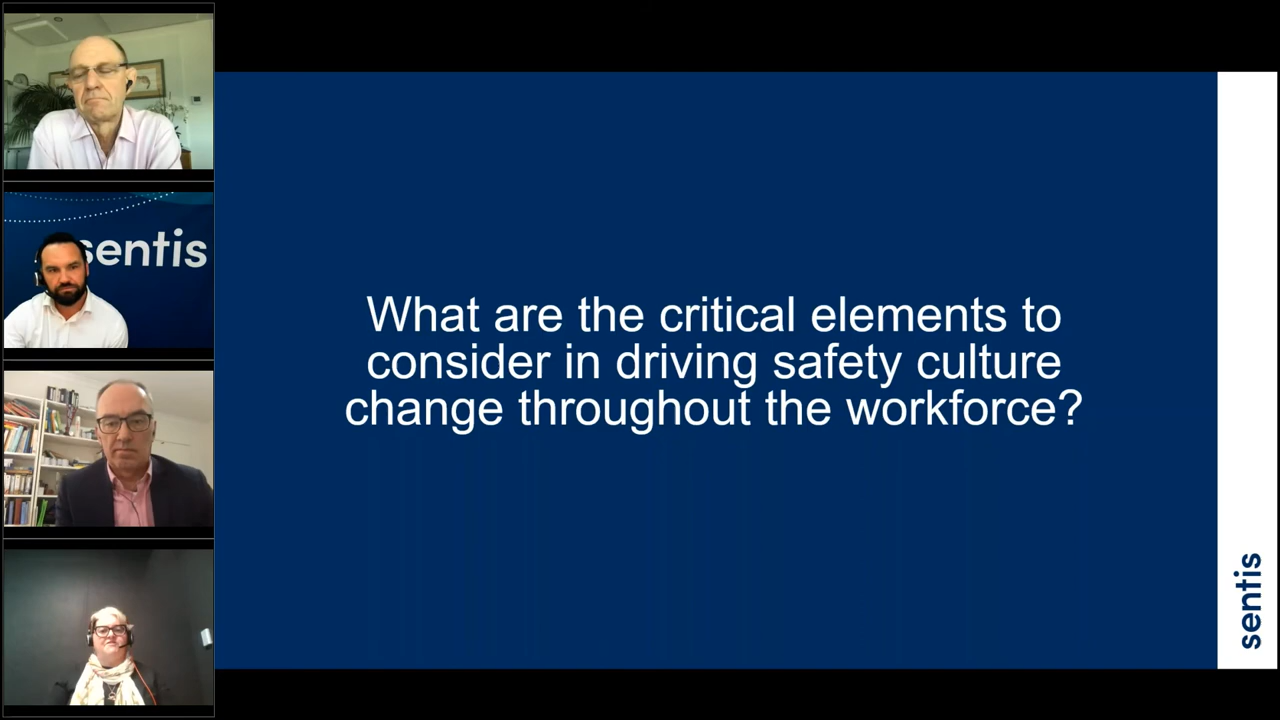 sentis
What are the critical elements to
consider in driving safety culture
change throughout the workforce?
sentis